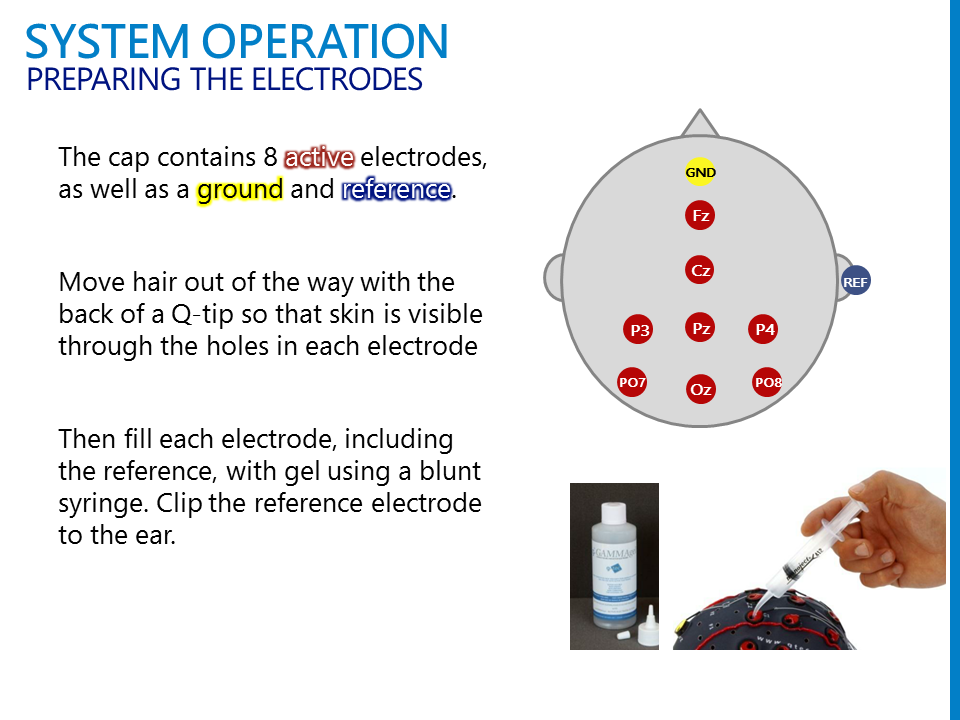 SYSTEM OPERATION
PREPARING THE ELECTRODES
The cap contains 8 active electrodes,
as well as a ground and reference.
Move hair out of the way with the
back of a Q-tip so that skin is visible
through the holes in each electrode
Then fill each electrode, including
the reference, with gel using a blunt
syringe. Clip the reference electrode
to the ear.
GND
Fz
Cz
REF
P3 Pz P4
PO7 Oz PO8
GAMMA